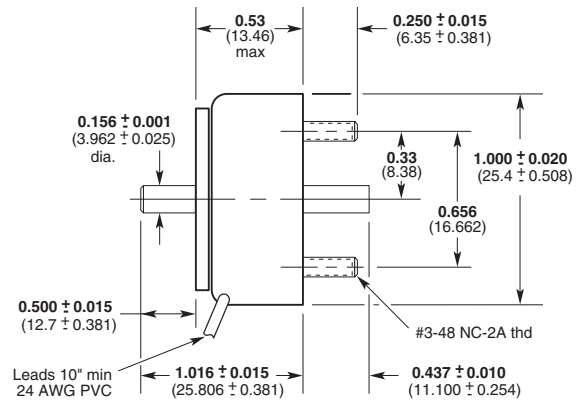 0.53
(13.46)
max
0.250 ± 0.015
(6.35 ± 0.381)
0.156 ± 0.001
(3.962 ± 0.025)
dia.
0.33
(8.38)
1.000 ± 0.020
(25.4 ± 0.508)
0.656
(16.662)
0.500 ± 0.015
(12.7 ± 0.381)
#3-48 NC-2A thd
Leads 10" min
24 AWG PVC
1.016 ± 0.015
(25.806 ± 0.381)
0.437 ± 0.010
(11.100 ± 0.254)